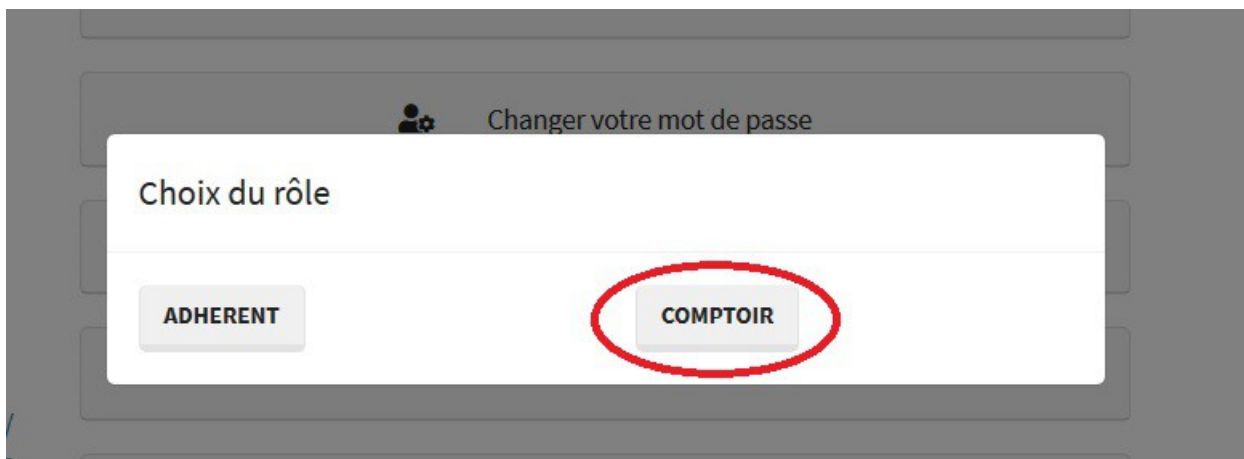 Changer votre mot de passe
Choix du rôle
ADHERENT
COMPTOIR